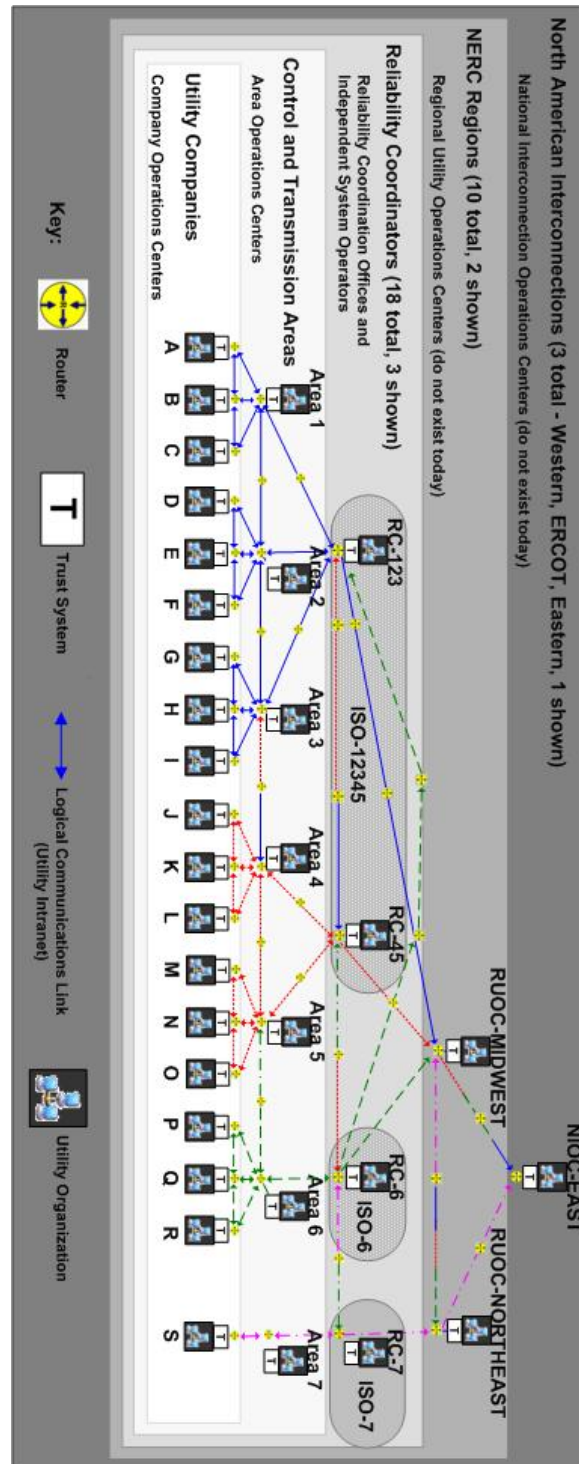 North American Interconnections (3 total - Western, ERCOT, Eastern, 1 shown)
National Interconnection Operations Centers (do not exist today)
NIOC-EAST
NERC Regions (10 total, 2 shown)
Regional Utility Operations Centers (do not exist today)
RUOC-MIDWEST
RUOC-NORTHEAST
Reliability Coordinators (18 total, 3 shown)
Reliability Coordination Offices and
Independent System Operators
RC-123
ISO-12345
RC-45
RC-6
ISO-6
RC-7
ISO-7
Control and Transmission Areas
Area Operations Centers
Area 1
Area 2
Area 3
Area 4
Area 5
Area 6
Area 7
Utility Companies
Company Operations Centers
T T T T T T T T T T T T T T T T T T T
A B C D E F G H I J K L M N O P Q R S
Key:
R
Router
T
Trust System
Logical Communications Link
(Utility Intranet)
Utility Organization